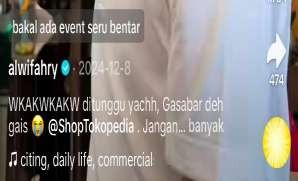 bakal ada event seru bentar
alwifahry · 2024-12-8
474
WKAKWKAKW ditunggu yachh, Gasabar deh
gais 😭 @ShopTokopedia . Jangan... banyak
♫ citing, daily life, commercial